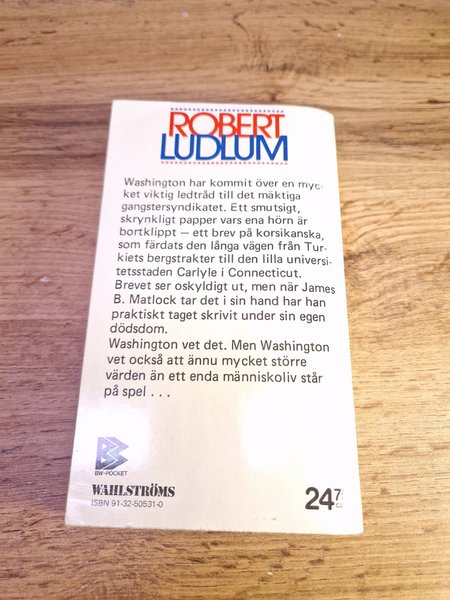 ROBERT
LUDLUM
Washington har kommit över en myc-
ket viktig ledtråd till det mäktiga
gangstersyndikatet. Ett smutsigt,
skrynkligt papper vars ena hörn är
bortklippt — ett brev på korsikanska,
som färdats den långa vägen från Tur-
kiets bergstrakter till den lilla universi-
tetsstaden Carlyle i Connecticut.
Brevet ser oskyldigt ut, men när James
B. Matlock tar det i sin hand har han
praktiskt taget skrivit under sin egen
dödsdom.
Washington vet det. Men Washington
vet också att ännu mycket större
värden än ett enda människoliv står
på spel . . .
BW-POCKET
WAHLSTRÖMS
ISBN 91-32-50531-0
24